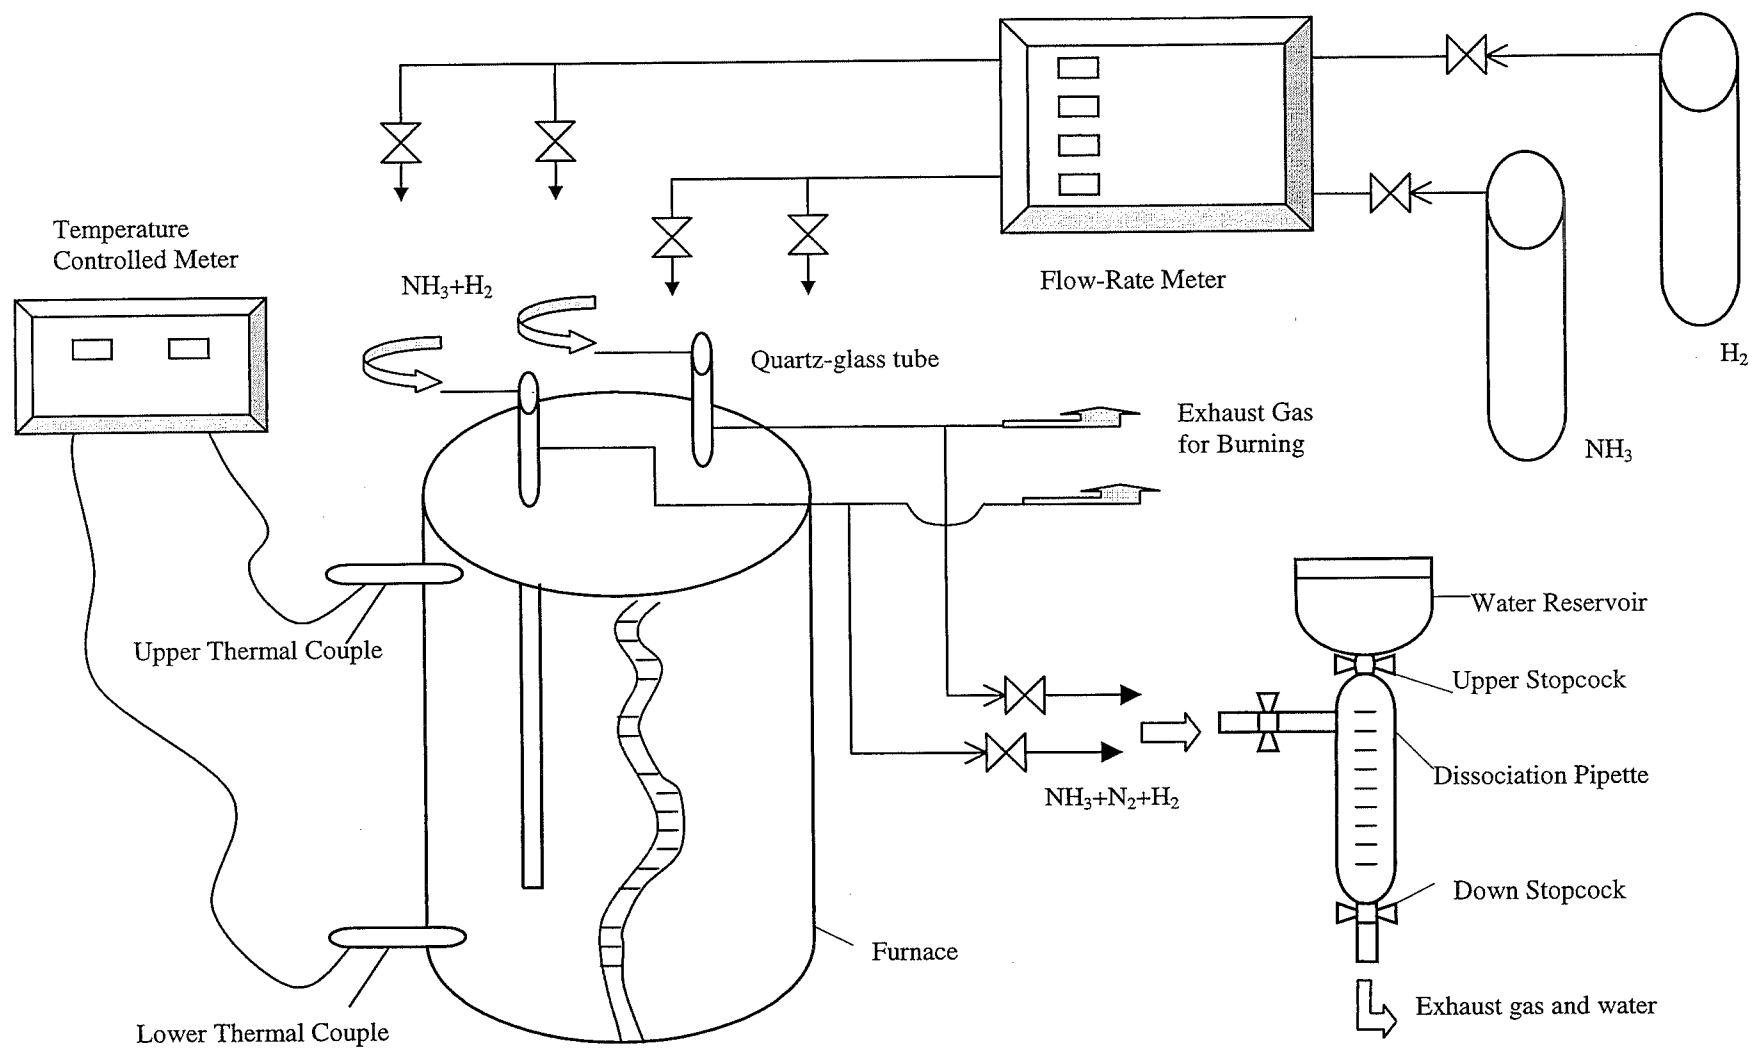 Temperature
Controlled Meter
NH₃+H₂
Flow-Rate Meter
H₂
Quartz-glass tube
Exhaust Gas
for Burning
NH₃
Water Reservoir
Upper Thermal Couple
Upper Stopcock
Dissociation Pipette
NH₃+N₂+H₂
Down Stopcock
Furnace
Exhaust gas and water
Lower Thermal Couple